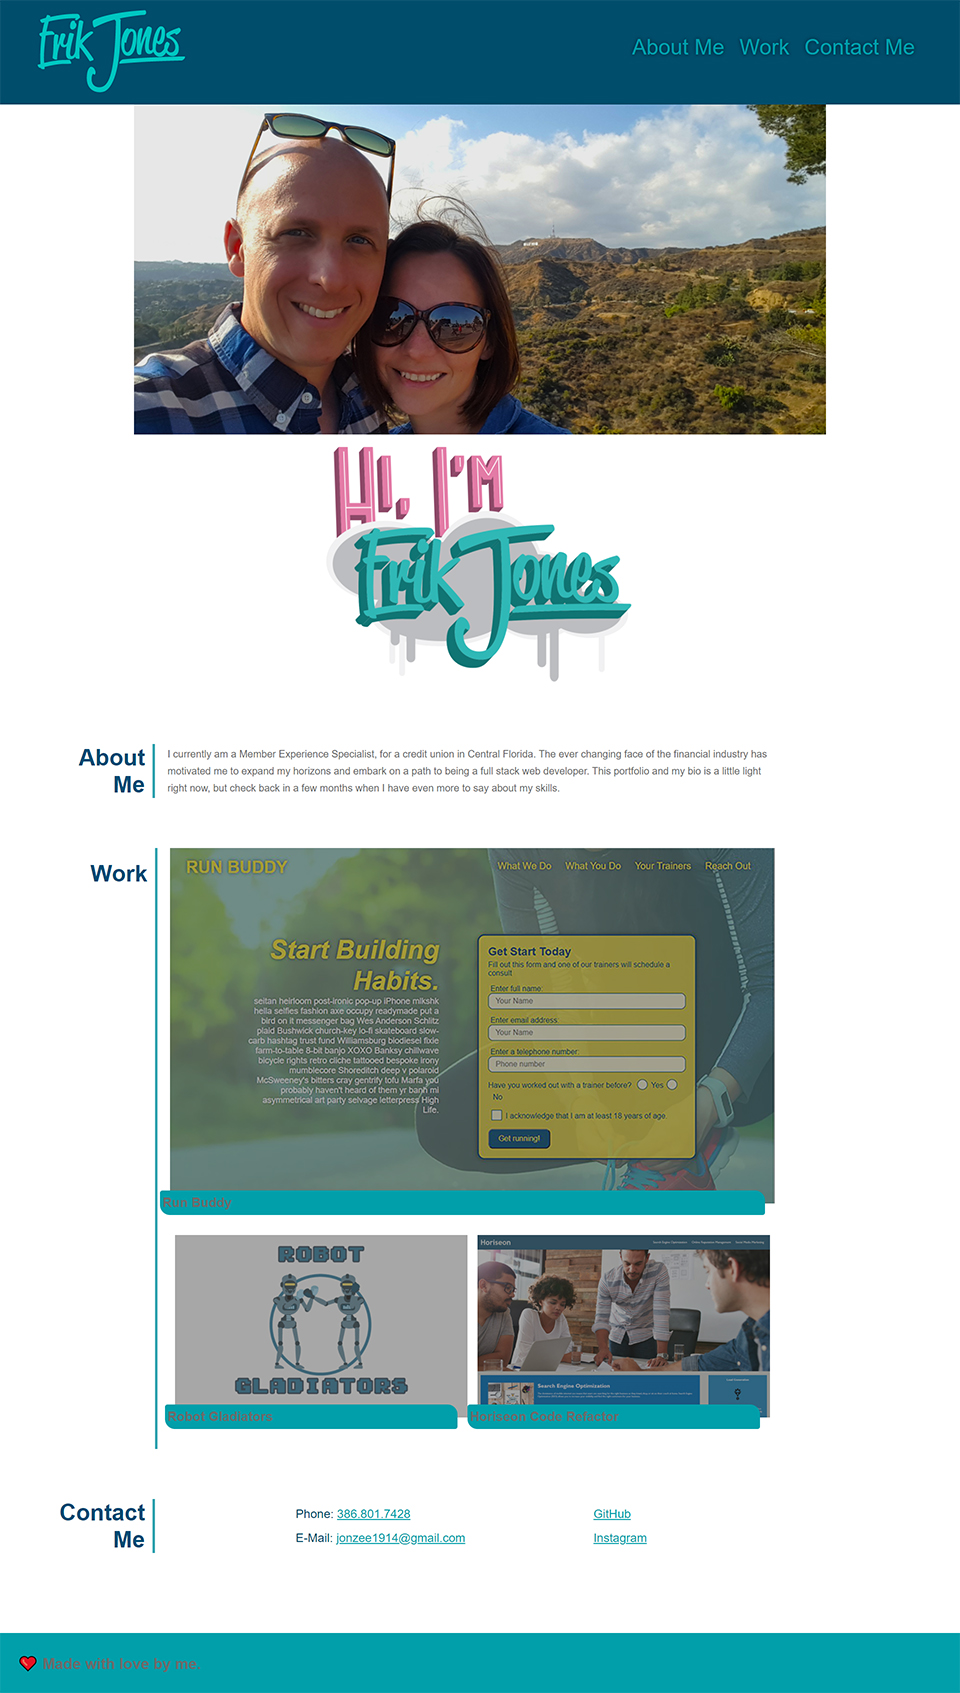 Erik Jones
About Me Work Contact Me
Hi, I'm
Erik Jones
About
Me
I currently am a Member Experience Specialist, for a credit union in Central Florida. The ever changing face of the financial industry has
motivated me to expand my horizons and embark on a path to being a full stack web developer. This portfolio and my bio is a little light
right now, but check back in a few months when I have even more to say about my skills.
Work
RUN BUDDY
What We Do What You Do Your Trainers Reach Out
Start Building
Habits.
seitan heirloom post-ironic pop-up iPhone mlkshk
hella selfies fashion axe occupy readymade put a
bird on it messenger bag Wes Anderson Schlitz
plaid Bushwick church-key lo-fi skateboard slow-
carb hashtag trust fund Williamsburg biodiesel fixie
farm-to-table 8-bit banjo XOXO Banksy chillwave
bicycle rights retro cliche tattooed bespoke irony
mumblecore Shoreditch deep v polaroid
McSweeney's bitters cray gentrify tofu Marfa you
probably haven't heard of them yr banh mi
asymmetrical art party selvage letterpress High
Life.
Get Start Today
Fill out this form and one of our trainers will schedule a
consult
Enter full name:
Your Name
Enter email address:
Your Name
Enter a telephone number:
Phone number
Have you worked out with a trainer before? Yes
No
I acknowledge that I am at least 18 years of age.
Get running!
Run Buddy
ROBOT
GLADIATORS
Robot Gladiators
Horiseon
Search Engine Optimization
Horiseon Code Refactor
Contact
Me
Phone: 386.801.7428
E-Mail: jonzee1914@gmail.com
GitHub
Instagram
Made with love by me.